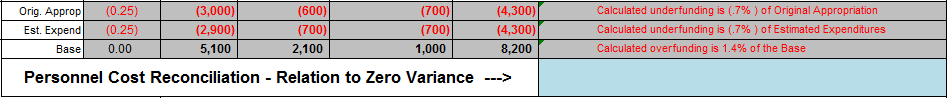 Orig. Approp (0.25) (3,000) (600) (700) (4,300) Calculated underfunding is (.7% ) of Original Appropriation
Est. Expend (0.25) (2,900) (700) (700) (4,300) Calculated underfunding is (.7% ) of Estimated Expenditures
Base 0.00 5,100 2,100 1,000 8,200 Calculated overfunding is 1.4% of the Base
Personnel Cost Reconciliation - Relation to Zero Variance --->